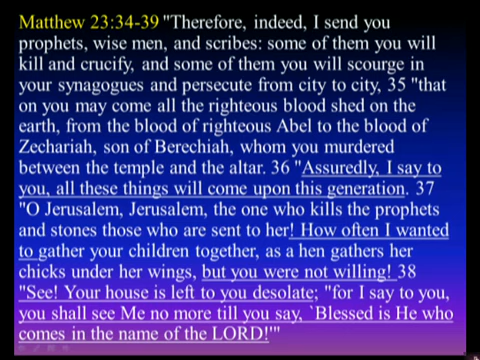 Matthew 23:34-39 "Therefore, indeed, I send you
prophets, wise men, and scribes: some of them you will
kill and crucify, and some of them you will scourge in
your synagogues and persecute from city to city, 35 "that
on you may come all the righteous blood shed on the
earth, from the blood of righteous Abel to the blood of
Zechariah, son of Berechiah, whom you murdered
between the temple and the altar. 36 "Assuredly, I say to
you, all these things will come upon this generation. 37
"O Jerusalem, Jerusalem, the one who kills the prophets
and stones those who are sent to her! How often I wanted
to gather your children together, as a hen gathers her
chicks under her wings, but you were not willing! 38
"See! Your house is left to you desolate; "for I say to you,
you shall see Me no more till you say, `Blessed is He who
comes in the name of the LORD!'"